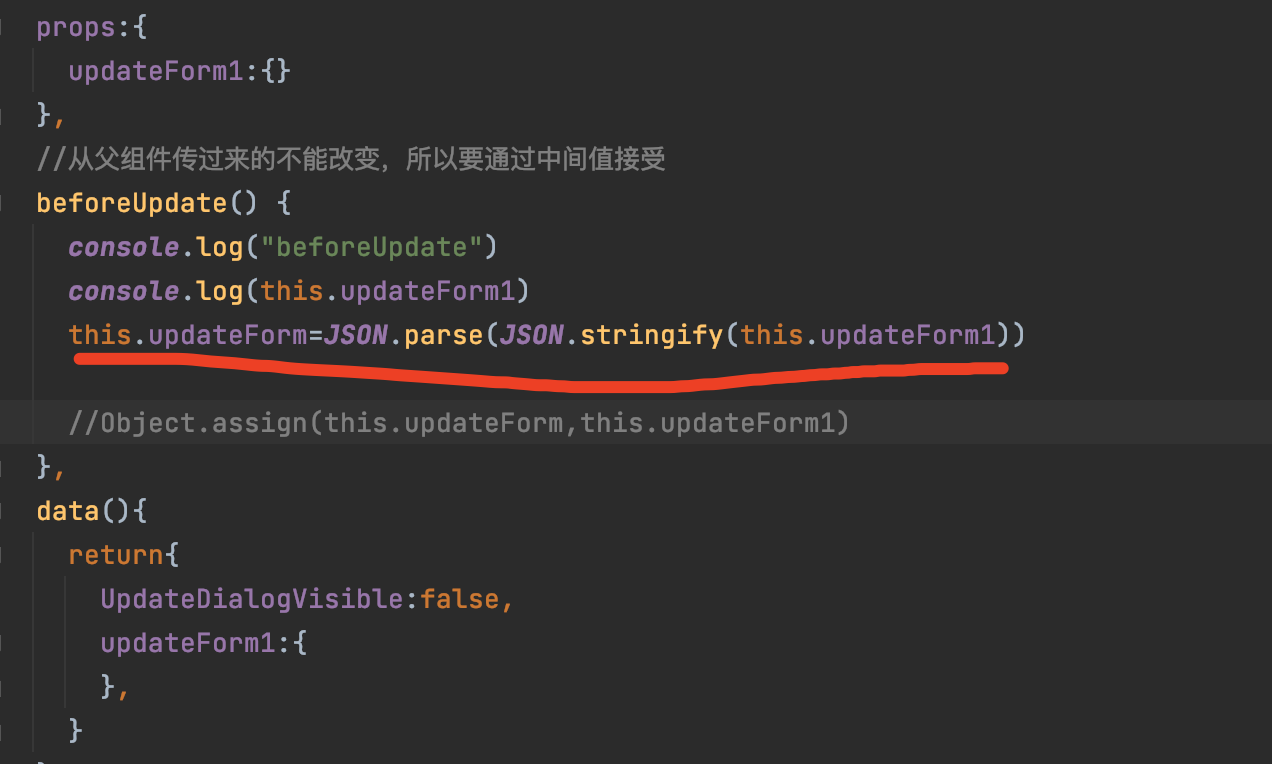 props:{
updateForm1:{}
},
//从父组件传过来的不能改变，所以要通过中间值接受
beforeUpdate() {
console.log("beforeUpdate")
console.log(this.updateForm1)
this.updateForm=JSON.parse(JSON.stringify(this.updateForm1))
//Object.assign(this.updateForm,this.updateForm1)
},
data(){
return{
UpdateDialogVisible:false,
updateForm1:{
},
}